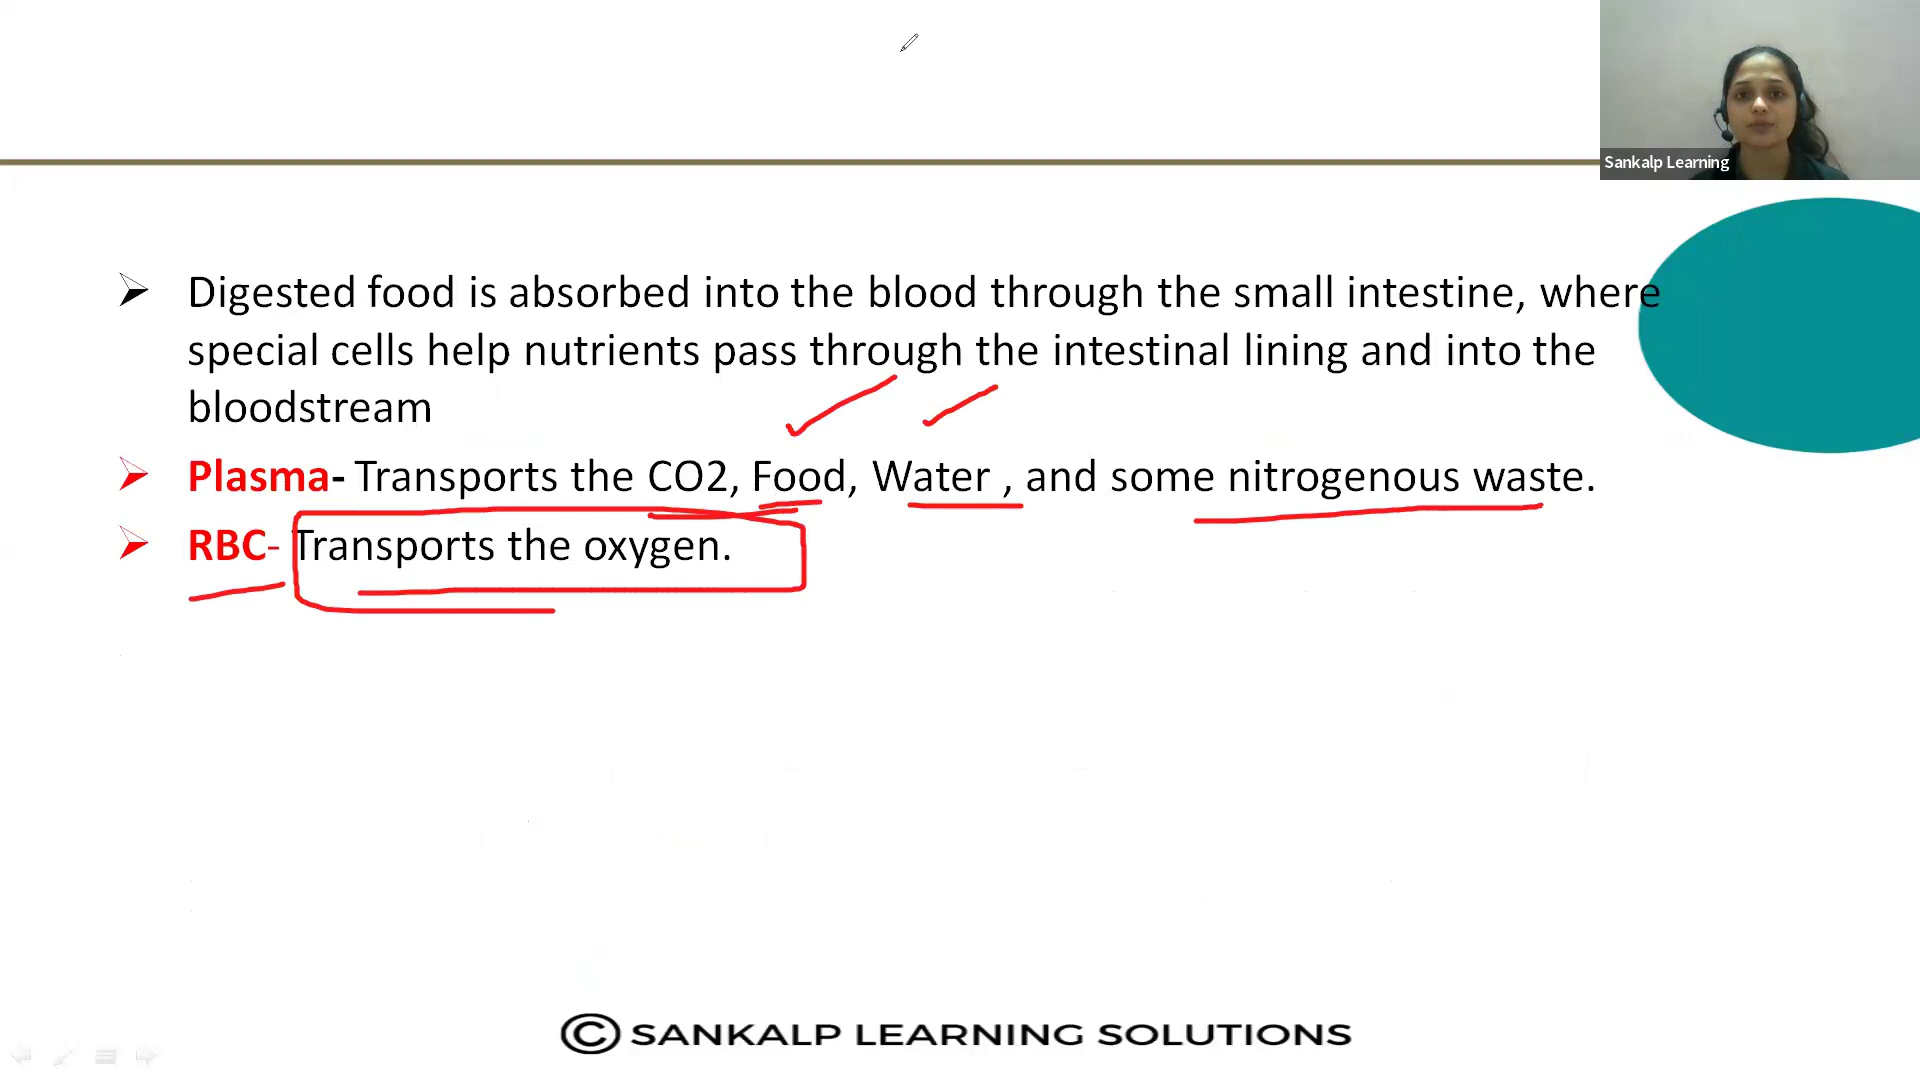 Sankalp Learning
Digested food is absorbed into the blood through the small intestine, where
special cells help nutrients pass through the intestinal lining and into the
bloodstream
Plasma- Transports the CO2, Food, Water , and some nitrogenous waste.
RBC- Transports the oxygen.
© SANKALP LEARNING SOLUTIONS